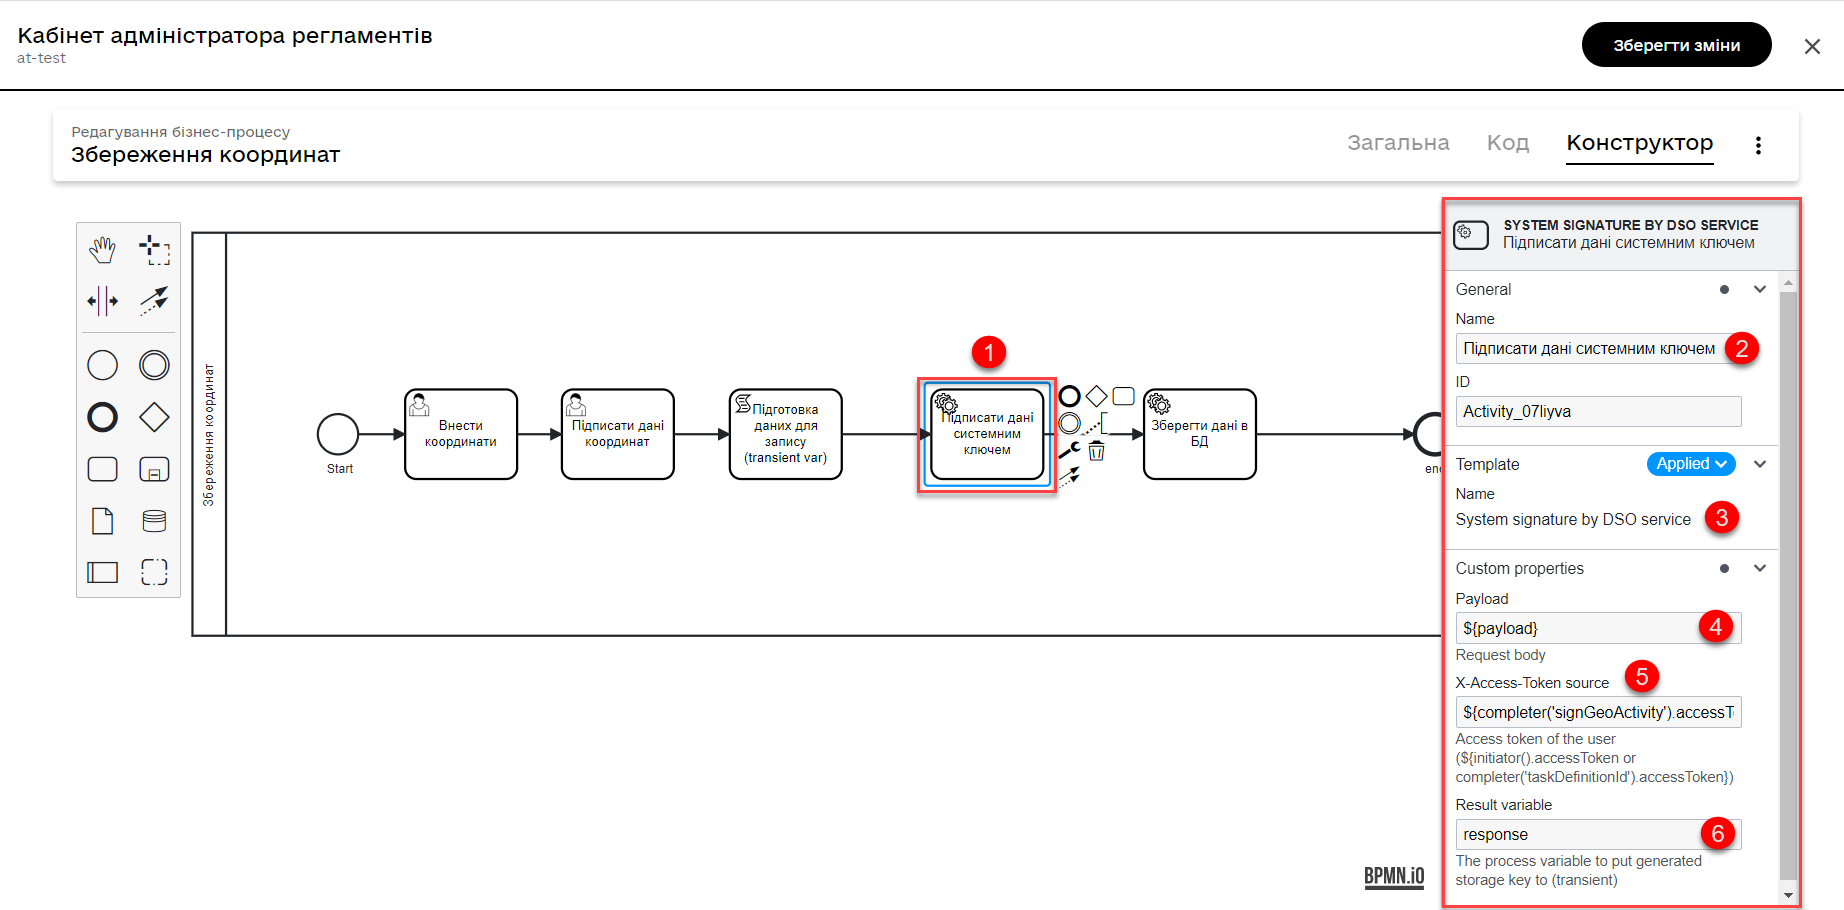 Кабінет адміністратора регламентів
at-test
Зберегти зміни
Редагування бізнес-процесу
Збереження координат
Загальна
Код
Конструктор
Збереження координат
Start
Внести
координати
Підписати дані
координат
Підготовка
даних для
запису
(transient var)
1
Підписати дані
системним
ключем
Зберегти дані в
БД
BPMN.iO
SYSTEM SIGNATURE BY DSO SERVICE
Підписати дані системним ключем
General
Name
Підписати дані системним ключем
2
ID
Activity_07liyva
Template
Applied
Name
System signature by DSO service
3
Custom properties
Payload
${payload}
4
Request body
X-Access-Token source
5
${completer('signGeoActivity').accessT
Access token of the user
(${initiator().accessToken or
completer('taskDefinitionId').accessToken})
Result variable
response
6
The process variable to put generated
storage key to (transient)